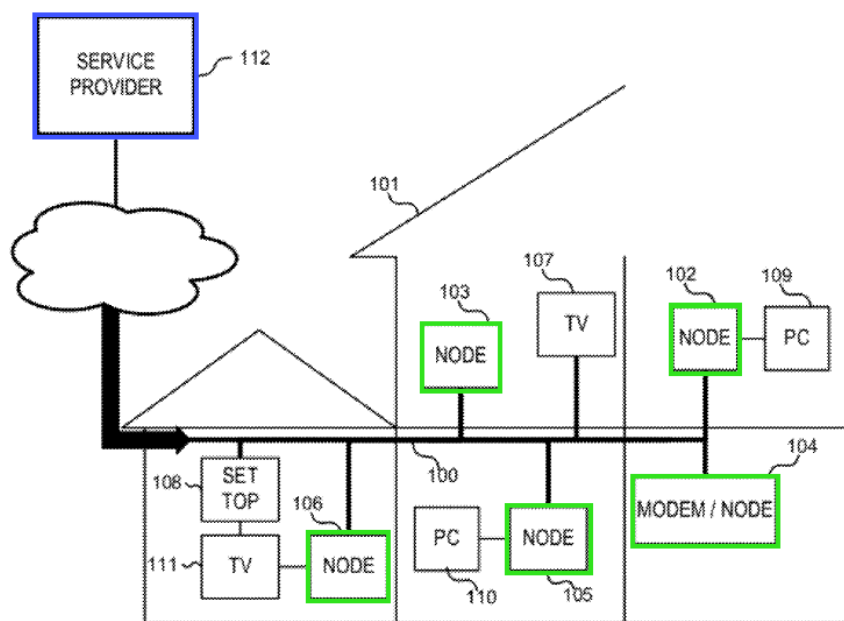 SERVICE
PROVIDER
112
101
107
TV
103
NODE
102
NODE
109
PC
100
108
SET
TOP
106
NODE
111
TV
PC
110
NODE
105
104
MODEM / NODE